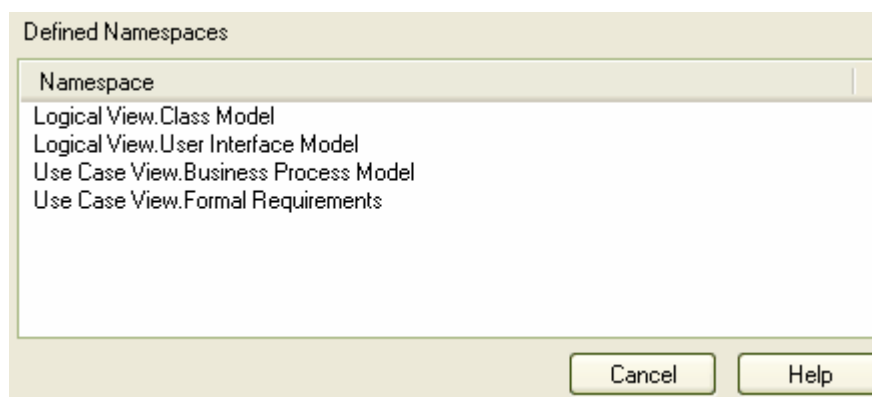 Defined Namespaces
Namespace
Logical View.Class Model
Logical View.User Interface Model
Use Case View.Business Process Model
Use Case View.Formal Requirements
Cancel Help